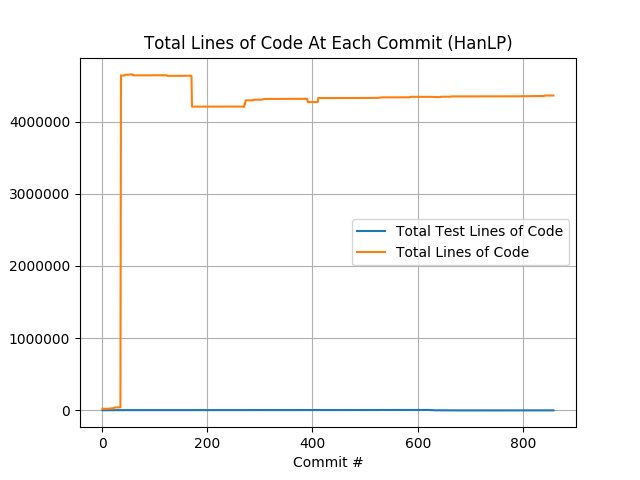 Total Lines of Code At Each Commit (HanLP)
4000000
3000000
2000000
1000000
0
Total Test Lines of Code
Total Lines of Code
0 200 400 600 800
Commit #